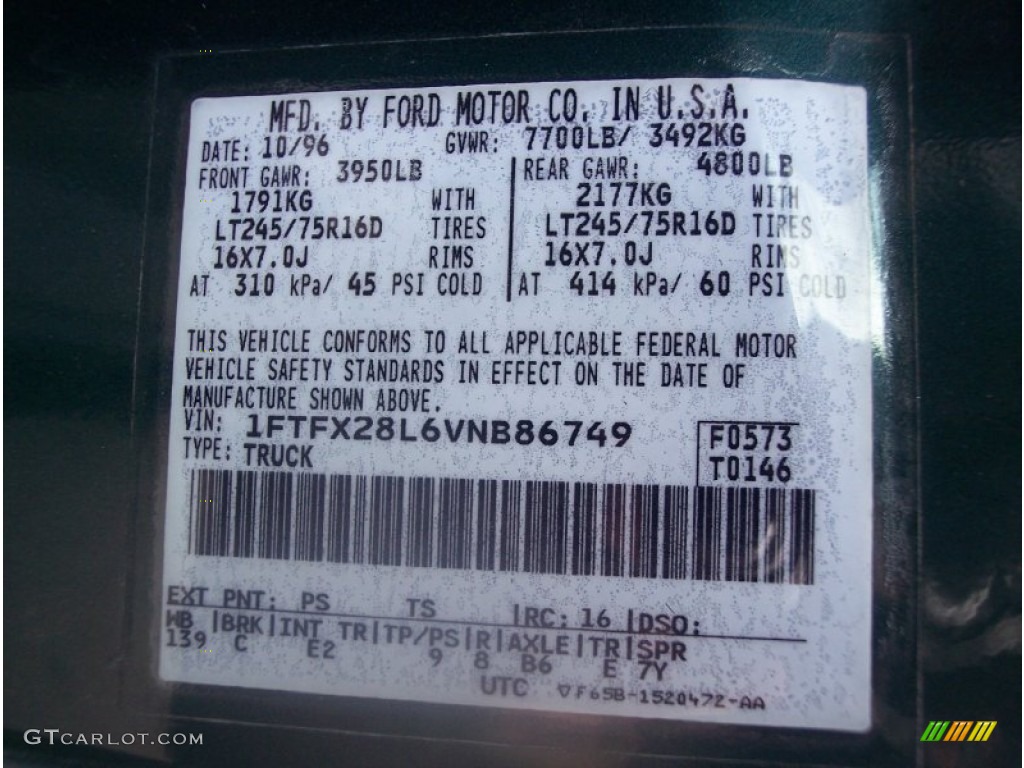 MFD. BY FORD MOTOR CO. IN U.S.A.
DATE: 10/96 GVWR: 7700LB/ 3492KG
FRONT GAWR: 3950LB REAR GAWR: 4800LB
1791KG WITH 2177KG WITH
LT245/75R16D TIRES LT245/75R16D TIRES
16X7.0J RIMS 16X7.0J RIMS
AT 310 kPa/ 45 PSI COLD AT 414 kPa/ 60 PSI COLD
THIS VEHICLE CONFORMS TO ALL APPLICABLE FEDERAL MOTOR
VEHICLE SAFETY STANDARDS IN EFFECT ON THE DATE OF
MANUFACTURE SHOWN ABOVE.
VIN: 1FTFX28L6VNB86749 F0573
TYPE: TRUCK T0146
EXT PNT: PS TS |RC: 16 |DSO:
WB |BRK|INT TR|TP/PS|R|AXLE|TR|SPR
139 C E2 9 8 B6 E 7Y
UTC ▽F65B-1520472-AA
GTCARLOT.COM